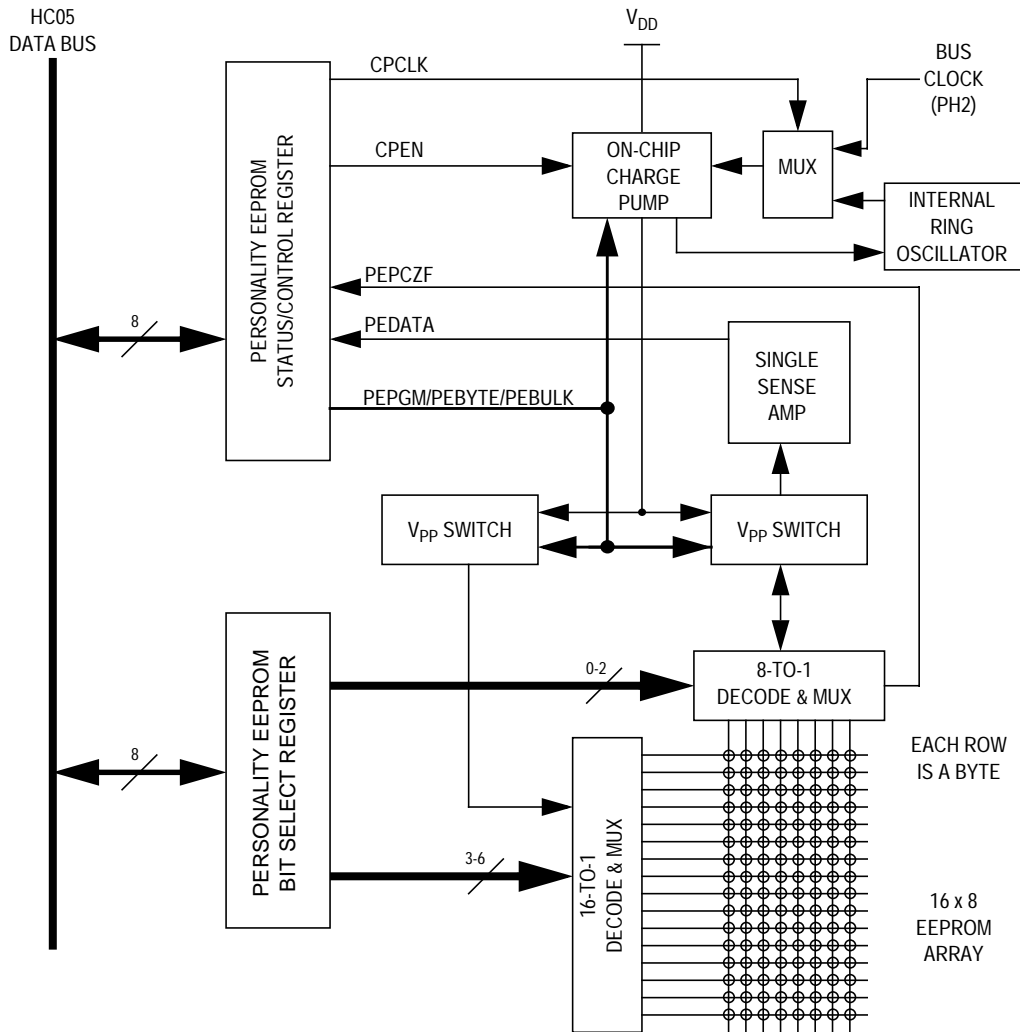 HC05
DATA BUS
V_DD
CPCLK
BUS
CLOCK
(PH2)
CPEN
ON-CHIP
CHARGE
PUMP
MUX
INTERNAL
RING
OSCILLATOR
PERSONALITY EEPROM
STATUS/CONTROL REGISTER
PEPCZF
8
PEDATA
SINGLE
SENSE
AMP
PEPGM/PEBYTE/PEBULK
V_PP SWITCH
V_PP SWITCH
PERSONALITY EEPROM
BIT SELECT REGISTER
0-2
8-TO-1
DECODE & MUX
8
EACH ROW
IS A BYTE
3-6
16-TO-1
DECODE & MUX
16 x 8
EEPROM
ARRAY